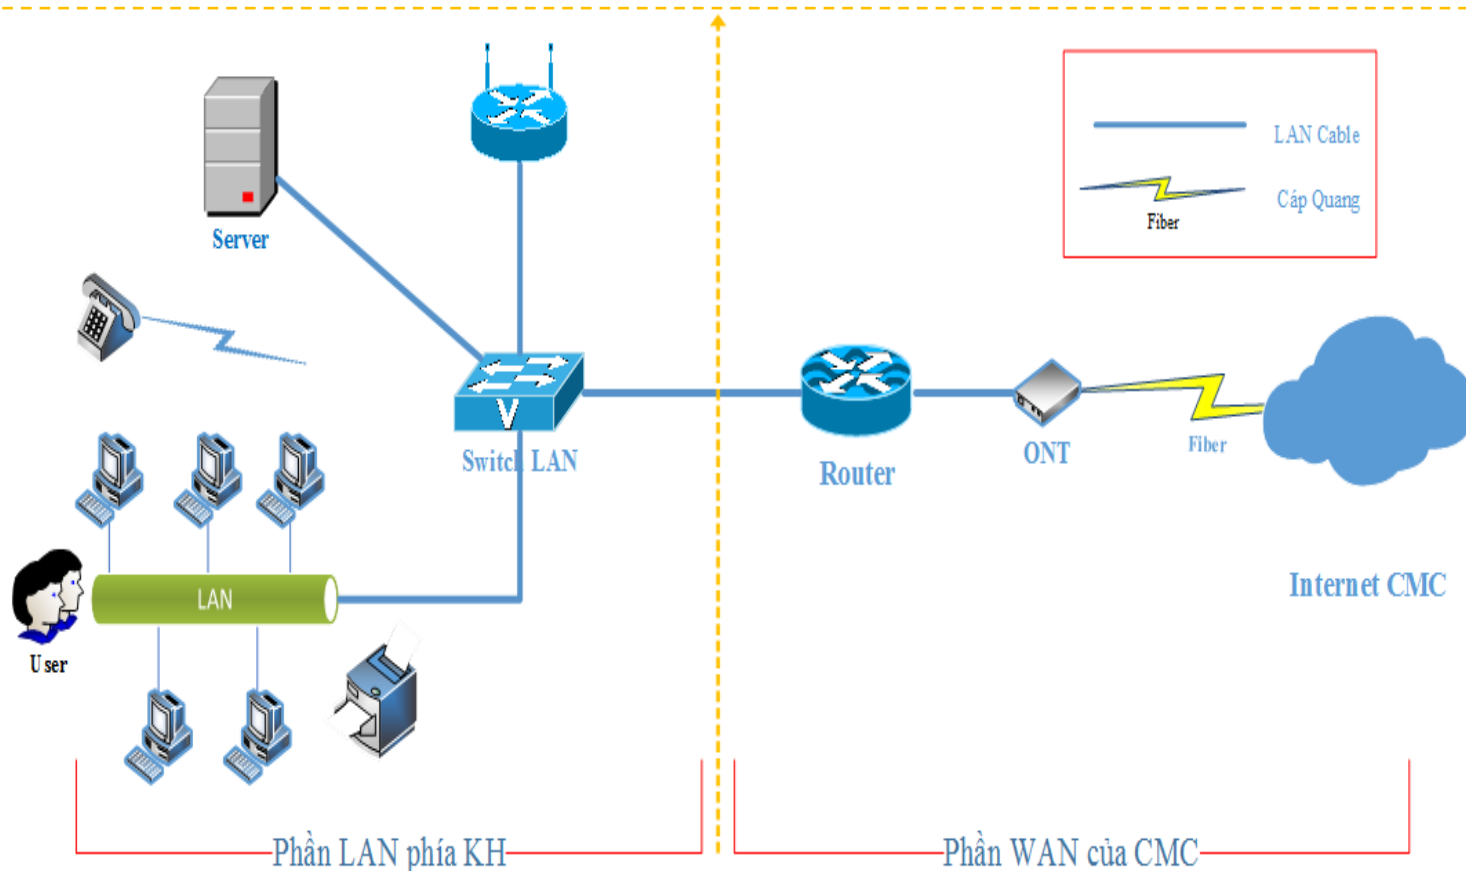 LAN Cable
Cáp Quang
Fiber
Server
Switch LAN
V
Router
ONT
Fiber
Internet CMC
LAN
User
Phần LAN phía KH
Phần WAN của CMC